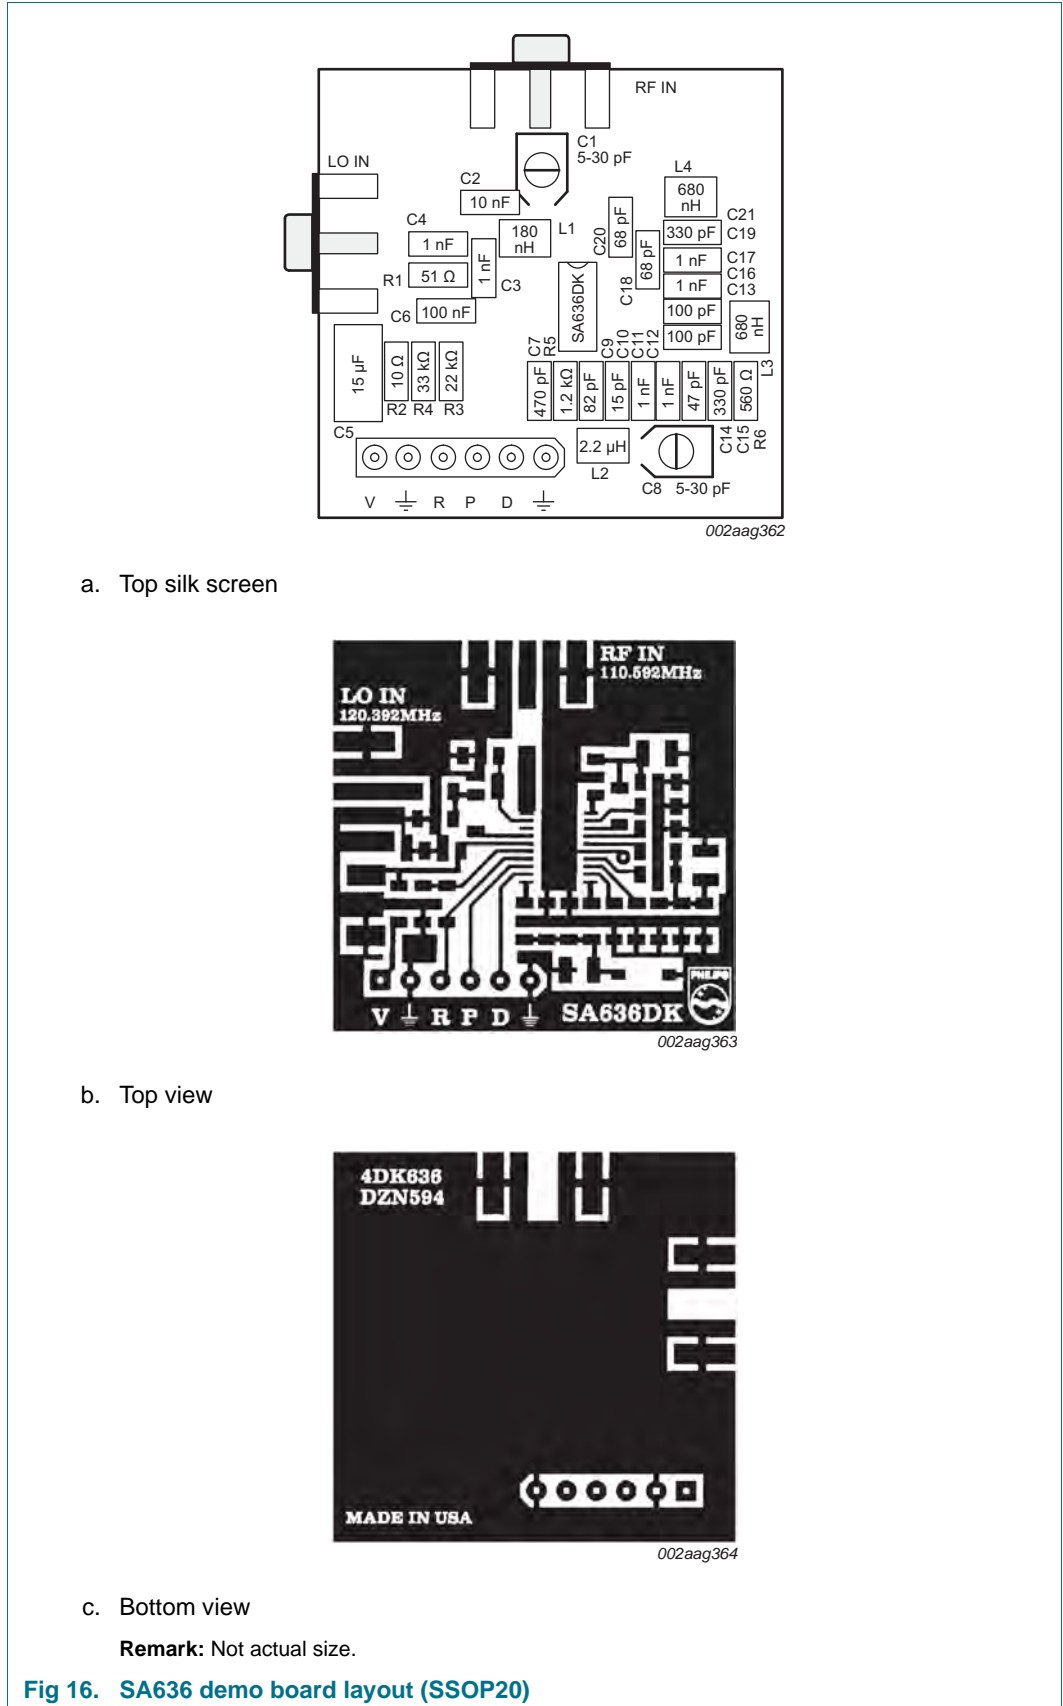 RF IN
C1
5-30 pF
LO IN
L4
680
nH
C2
10 nF
C21
C4
180
nH
L1
C20
68 pF
330 pF
C19
1 nF
1 nF
68 pF
1 nF
C17
C16
R1
51 Ω
C3
C18
1 nF
C13
C6
100 nF
SA636DK
100 pF
680
nH
100 pF
15 µF
10 Ω
33 kΩ
22 kΩ
C7
R5
C9
C10
C11
C12
L3
470 pF
1.2 kΩ
82 pF
15 pF
1 nF
1 nF
47 pF
330 pF
560 Ω
R2
R4
R3
C5
2.2 µH
C14
C15
R6
L2
C8
5-30 pF
V
R
P
D
002aag362
a. Top silk screen
RF IN
110.592MHz
LO IN
120.392MHz
PHILIPS
V
R
P
D
SA636DK
002aag363
b. Top view
4DK636
DZN594
MADE IN USA
002aag364
c. Bottom view
Remark: Not actual size.
Fig 16. SA636 demo board layout (SSOP20)